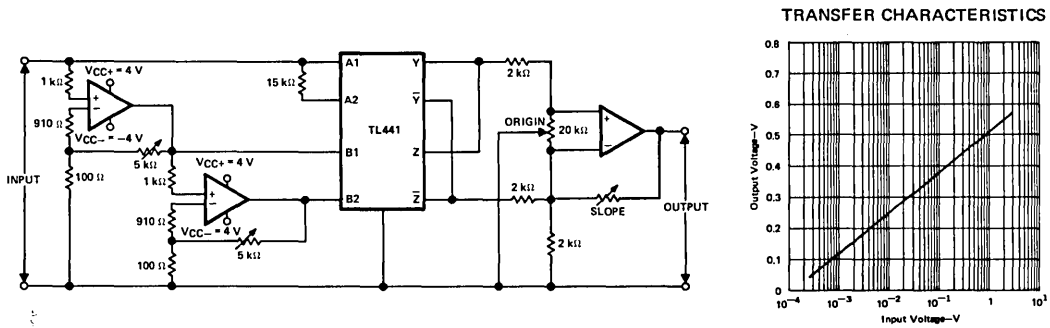 TRANSFER CHARACTERISTICS
INPUT
1 kΩ
VCC+ = 4 V
+
−
910 Ω
VCC− = −4 V
100 Ω
5 kΩ
1 kΩ
VCC+ = 4 V
+
−
910 Ω
VCC− = 4 V
100 Ω
5 kΩ
15 kΩ
A1
A2
B1
B2
TL441
Y
Y
Z
Z
2 kΩ
ORIGIN
20 kΩ
+
−
2 kΩ
SLOPE
2 kΩ
OUTPUT
Output Voltage–V
0.8
0.7
0.6
0.5
0.4
0.3
0.2
0.1
0
10⁻⁴
10⁻³
10⁻²
10⁻¹
1
10¹
Input Voltage–V